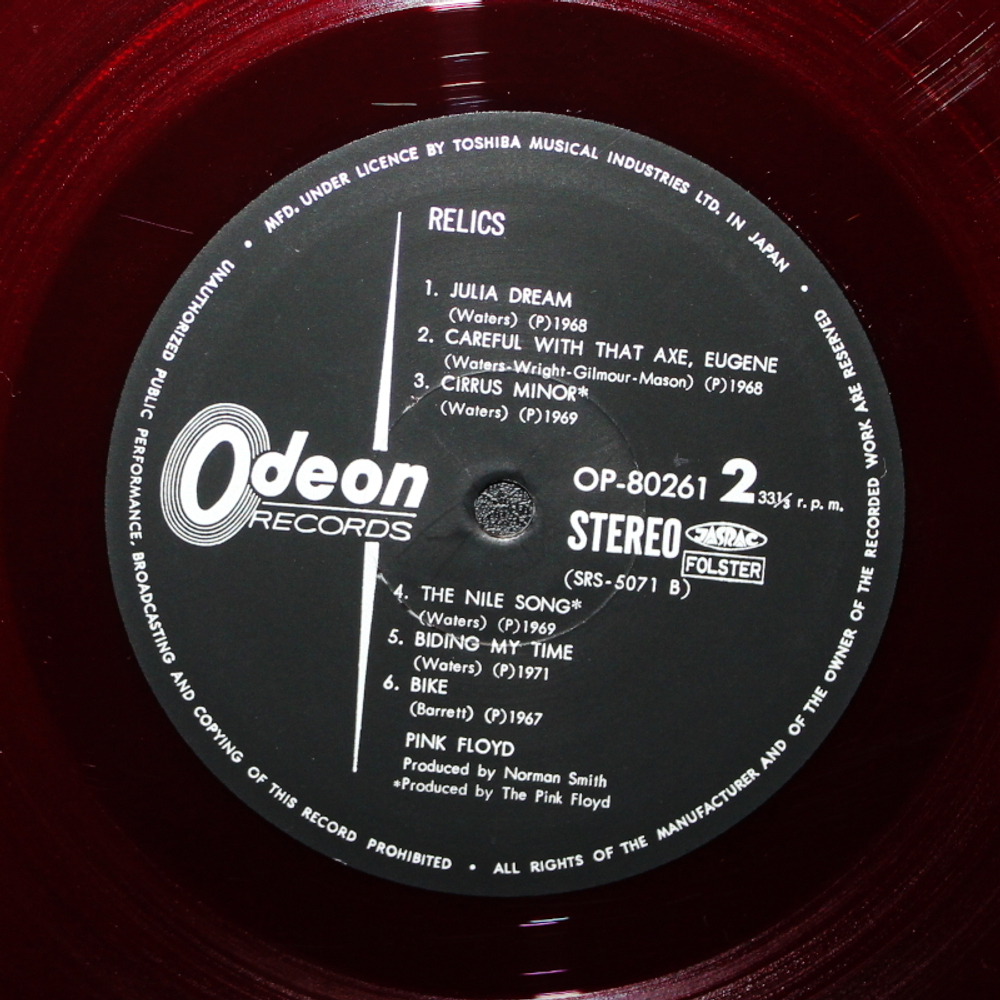 MFD. UNDER LICENCE BY TOSHIBA MUSICAL INDUSTRIES LTD. IN JAPAN •
RELICS
1. JULIA DREAM
(Waters) (P)1968
2. CAREFUL WITH THAT AXE, EUGENE
(Waters-Wright-Gilmour-Mason) (P)1968
3. CIRRUS MINOR*
(Waters) (P)1969
Odeon
RECORDS
OP-80261 2 33⅓ r.p.m.
STEREO JASRAC
FOLSTER
(SRS-5071 B)
4. THE NILE SONG*
(Waters) (P)1969
5. BIDING MY TIME
(Waters) (P)1971
6. BIKE
(Barrett) (P)1967
PINK FLOYD
Produced by Norman Smith
*Produced by The Pink Floyd
ALL RIGHTS OF THE MANUFACTURER AND OF THE OWNER OF THE RECORDED WORK ARE RESERVED
UNAUTHORIZED PUBLIC PERFORMANCE, BROADCASTING AND COPYING OF THIS RECORD PROHIBITED •